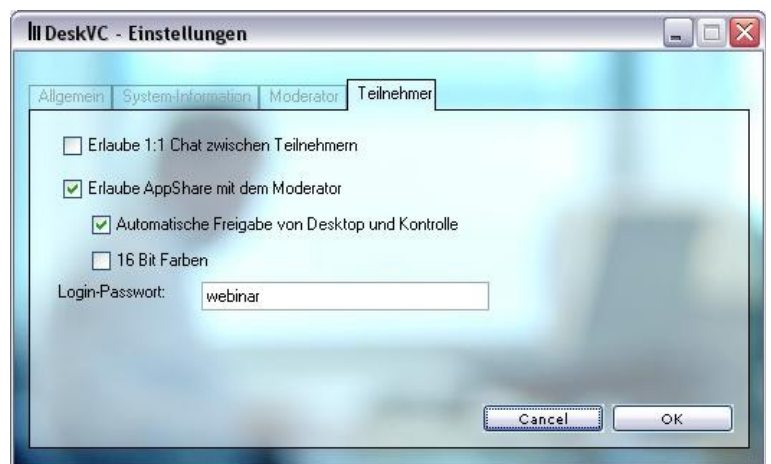 DeskVC - Einstellungen
Allgemein System-Information Moderator Teilnehmer
Erlaube 1:1 Chat zwischen Teilnehmern
Erlaube AppShare mit dem Moderator
Automatische Freigabe von Desktop und Kontrolle
16 Bit Farben
Login-Passwort: webinar
Cancel OK